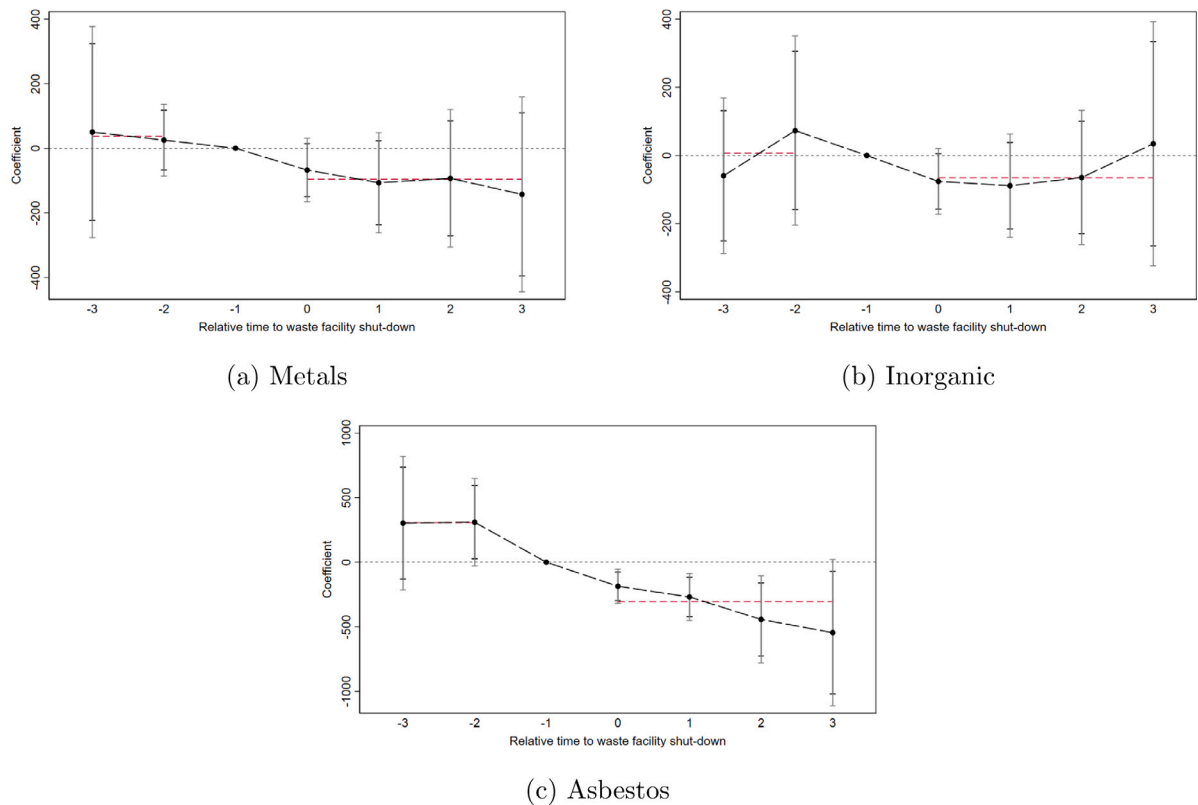 400
200
0
-200
-400
Coefficient
-3 -2 -1 0 1 2 3
Relative time to waste facility shut-down
(a) Metals
400
200
0
-200
-400
Coefficient
-3 -2 -1 0 1 2 3
Relative time to waste facility shut-down
(b) Inorganic
1000
500
0
-500
-1000
Coefficient
-3 -2 -1 0 1 2 3
Relative time to waste facility shut-down
(c) Asbestos